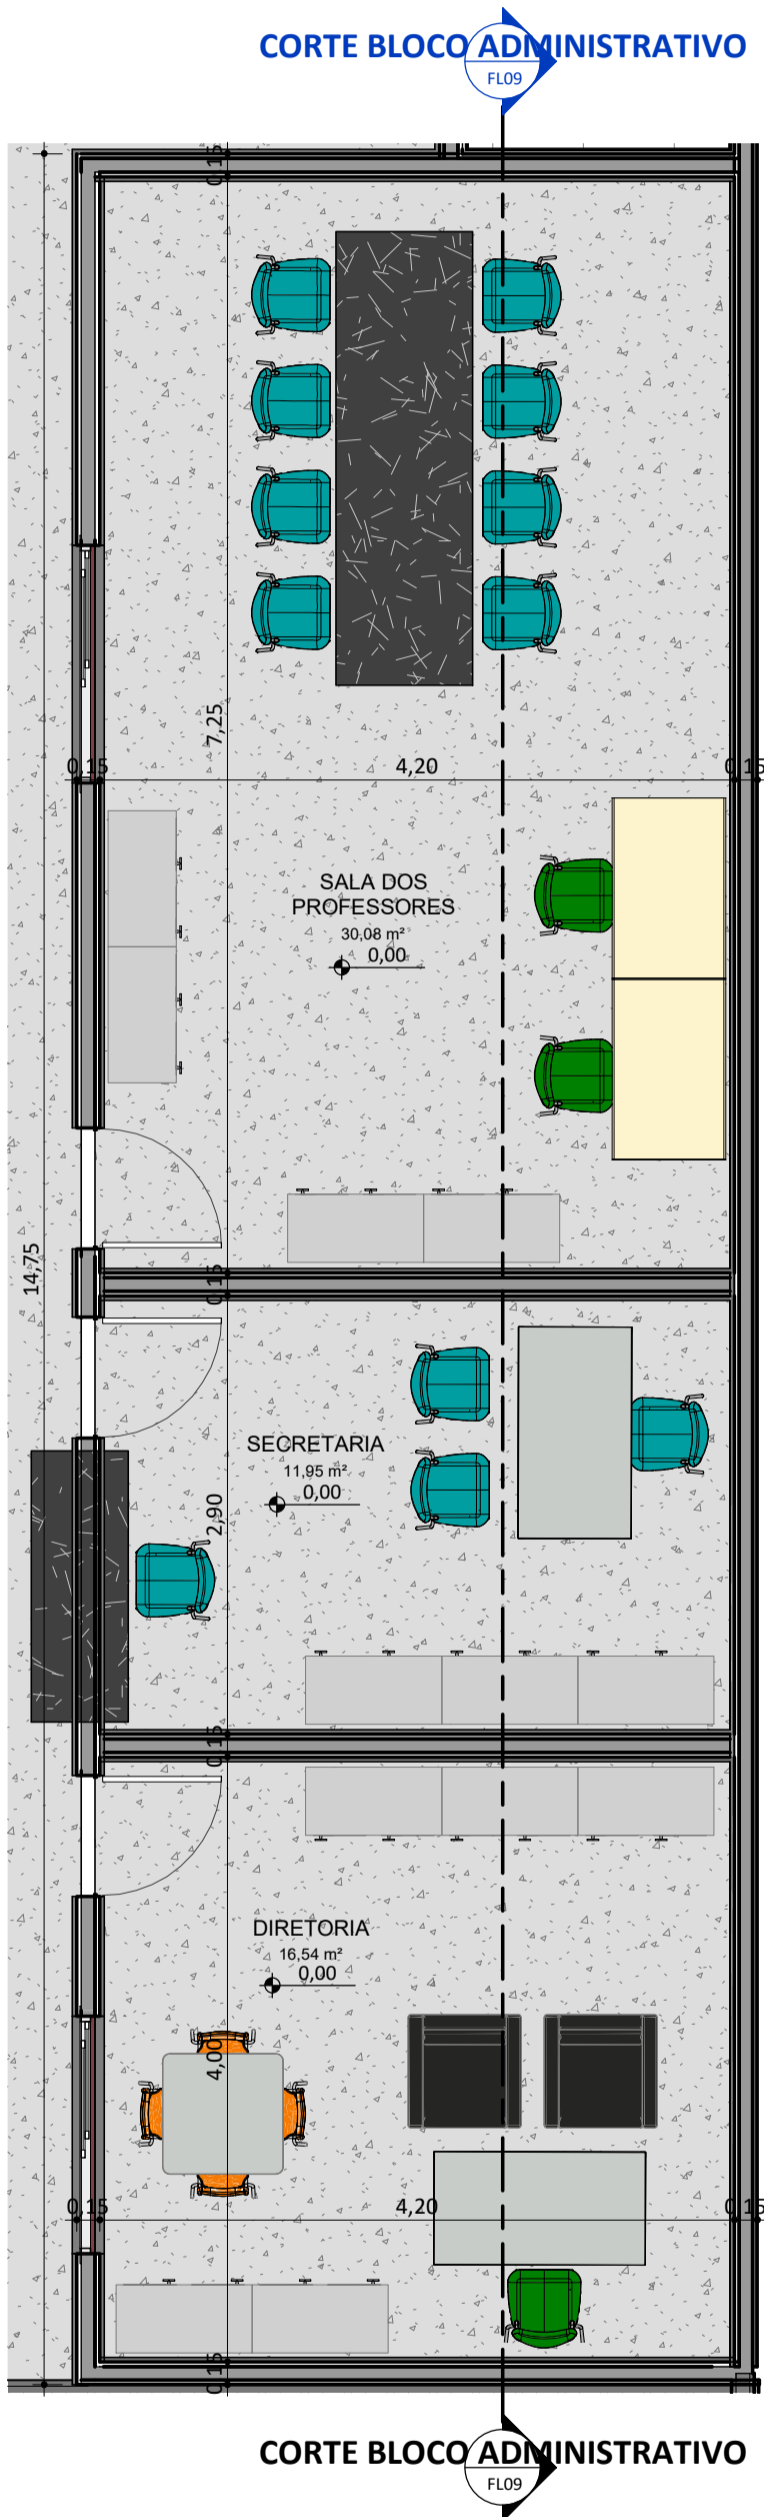 CORTE BLOCO ADMINISTRATIVO
FL09
0,15
7,25
0,15
4,20
0,15
SALA DOS
PROFESSORES
30,08 m²
0,00
14,75
0,15
SECRETARIA
11,95 m²
0,00
2,90
0,15
DIRETORIA
16,54 m²
0,00
4,00
0,15
4,20
0,15
0,15
CORTE BLOCO ADMINISTRATIVO
FL09